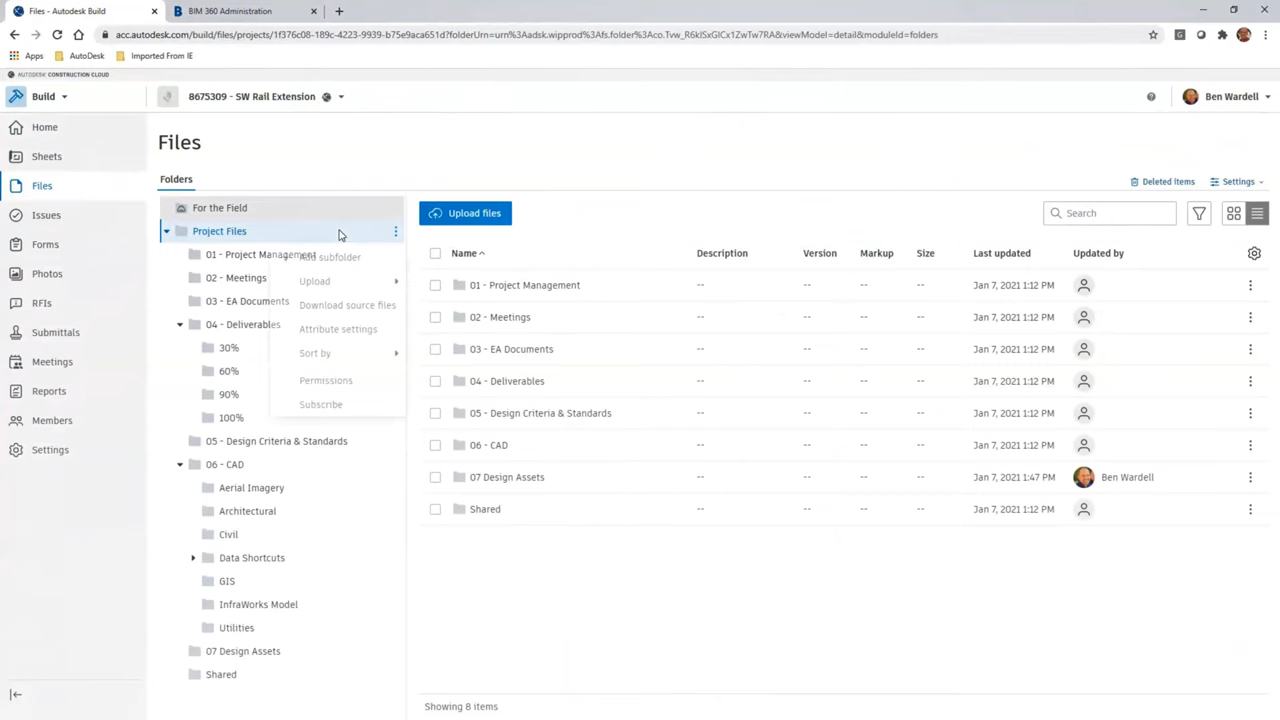 Files - Autodesk Build
BIM 360 Administration
acc.autodesk.com/build/files/projects/1f376c08-189c-4223-9939-b75e9aca651d?folderUrn=urn%3Aadsk.wipprod%3Afs.folder%3Aco.Tvw_R6kJSxGICx1ZwTw7RA&viewModel=detail&moduleId=folders
Apps AutoDesk Imported From IE
AUTODESK CONSTRUCTION CLOUD
Build
8675309 - SW Rail Extension
Ben Wardell
Home
Sheets
Files
Issues
Forms
Photos
RFIs
Submittals
Meetings
Reports
Members
Settings
Files
Folders
Deleted items
Settings
For the Field
Project Files
01 - Project Management
02 - Meetings
03 - EA Documents
04 - Deliverables
30%
60%
90%
100%
05 - Design Criteria & Standards
06 - CAD
Aerial Imagery
Architectural
Civil
Data Shortcuts
GIS
InfraWorks Model
Utilities
07 Design Assets
Shared
Add subfolder
Upload
Download source files
Attribute settings
Sort by
Permissions
Subscribe
Upload files
Search
Name Description Version Markup Size Last updated Updated by
01 - Project Management -- -- -- -- Jan 7, 2021 1:12 PM
02 - Meetings -- -- -- -- Jan 7, 2021 1:12 PM
03 - EA Documents -- -- -- -- Jan 7, 2021 1:12 PM
04 - Deliverables -- -- -- -- Jan 7, 2021 1:12 PM
05 - Design Criteria & Standards -- -- -- -- Jan 7, 2021 1:12 PM
06 - CAD -- -- -- -- Jan 7, 2021 1:12 PM
07 Design Assets -- -- -- -- Jan 7, 2021 1:47 PM Ben Wardell
Shared -- -- -- -- Jan 7, 2021 1:12 PM
Showing 8 items